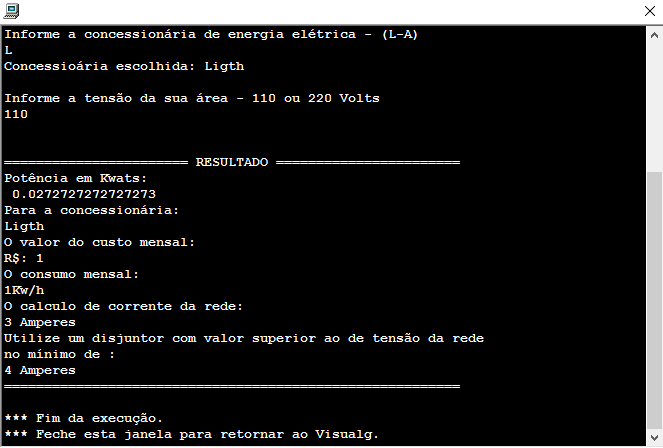 Informe a concessionária de energia elétrica - (L-A)
L
Concessioária escolhida: Ligth
Informe a tensão da sua área - 110 ou 220 Volts
110
======================= RESULTADO =======================
Potência em Kwats:
0.0272727272727273
Para a concessionária:
Ligth
O valor do custo mensal:
R$: 1
O consumo mensal:
1Kw/h
O calculo de corrente da rede:
3 Amperes
Utilize um disjuntor com valor superior ao de tensão da rede
no mínimo de :
4 Amperes
=========================================================
*** Fim da execução.
*** Feche esta janela para retornar ao Visualg.